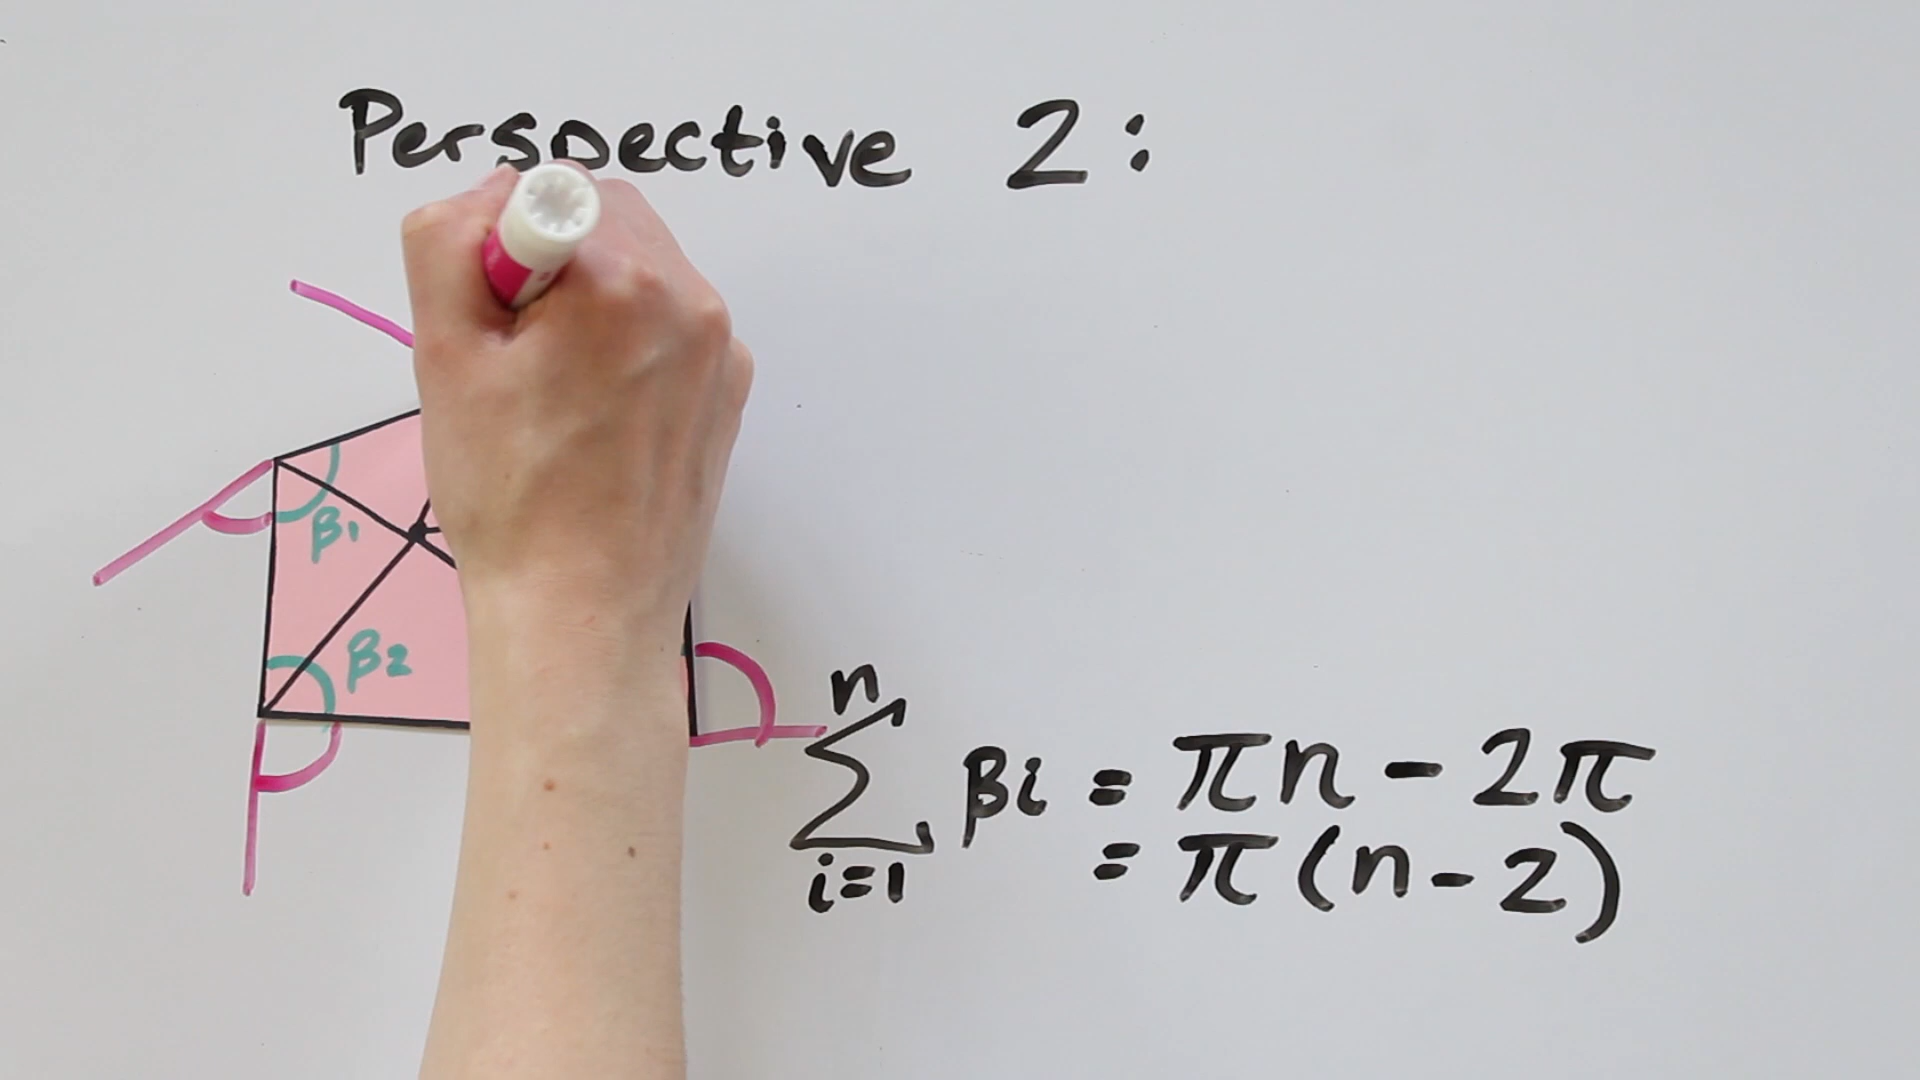 Perspective 2:
β1
β2
n
∑ βi = πn - 2π
i=1
= π(n-2)